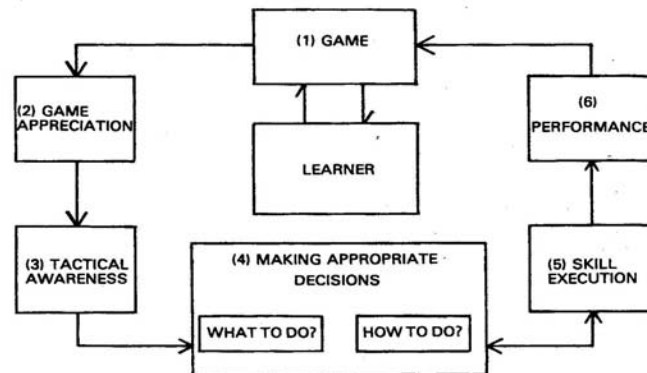 (1) GAME
(2) GAME
APPRECIATION
(6)
PERFORMANCE
LEARNER
(3) TACTICAL
AWARENESS
(4) MAKING APPROPRIATE
DECISIONS
WHAT TO DO?
HOW TO DO?
(5) SKILL
EXECUTION